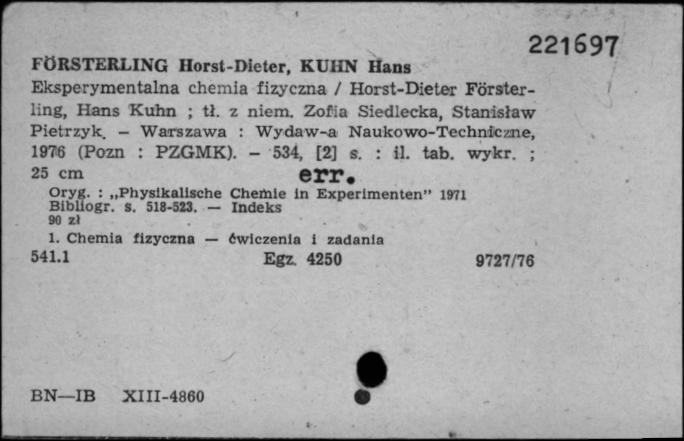 221697
FÖRSTERLING Horst-Dieter, KUHN Hans
Eksperymentalna chemia fizyczna / Horst-Dieter Förster-
ling, Hans Kuhn ; tł. z niem. Zofia Siedlecka, Stanisław
Pietrzyk. — Warszawa : Wydaw-a Naukowo-Techniczne,
1976 (Pozn : PZGMK). — 534, [2] s. : il. tab. wykr. ;
25 cm err.
Oryg. : „Physikalische Chemie in Experimenten” 1971
Bibliogr. s. 518-523. — Indeks
90 zł
1. Chemia fizyczna — ćwiczenia i zadania
541.1 Egz. 4250 9727/76
BN—IB XIII-4860